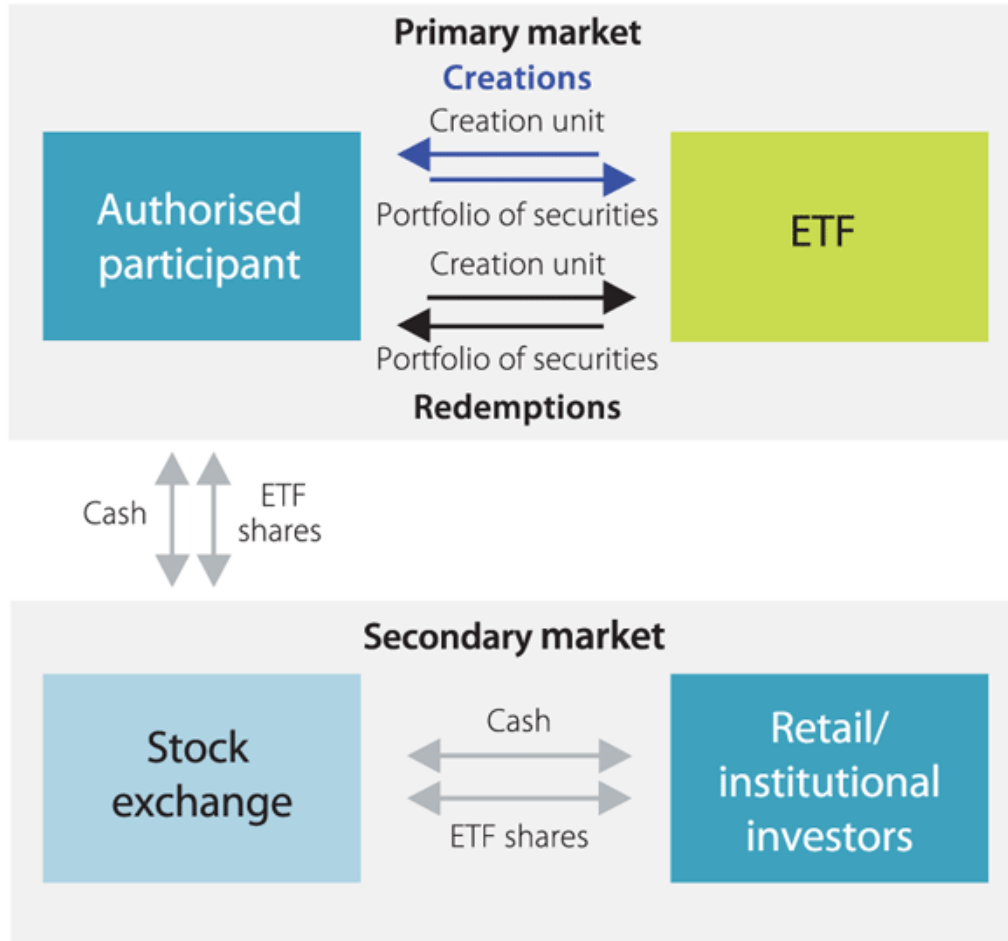 Primary market
Creations
Creation unit
Authorised
participant
Portfolio of securities
ETF
Creation unit
Portfolio of securities
Redemptions
Cash
ETF
shares
Secondary market
Stock
exchange
Cash
ETF shares
Retail/
institutional
investors